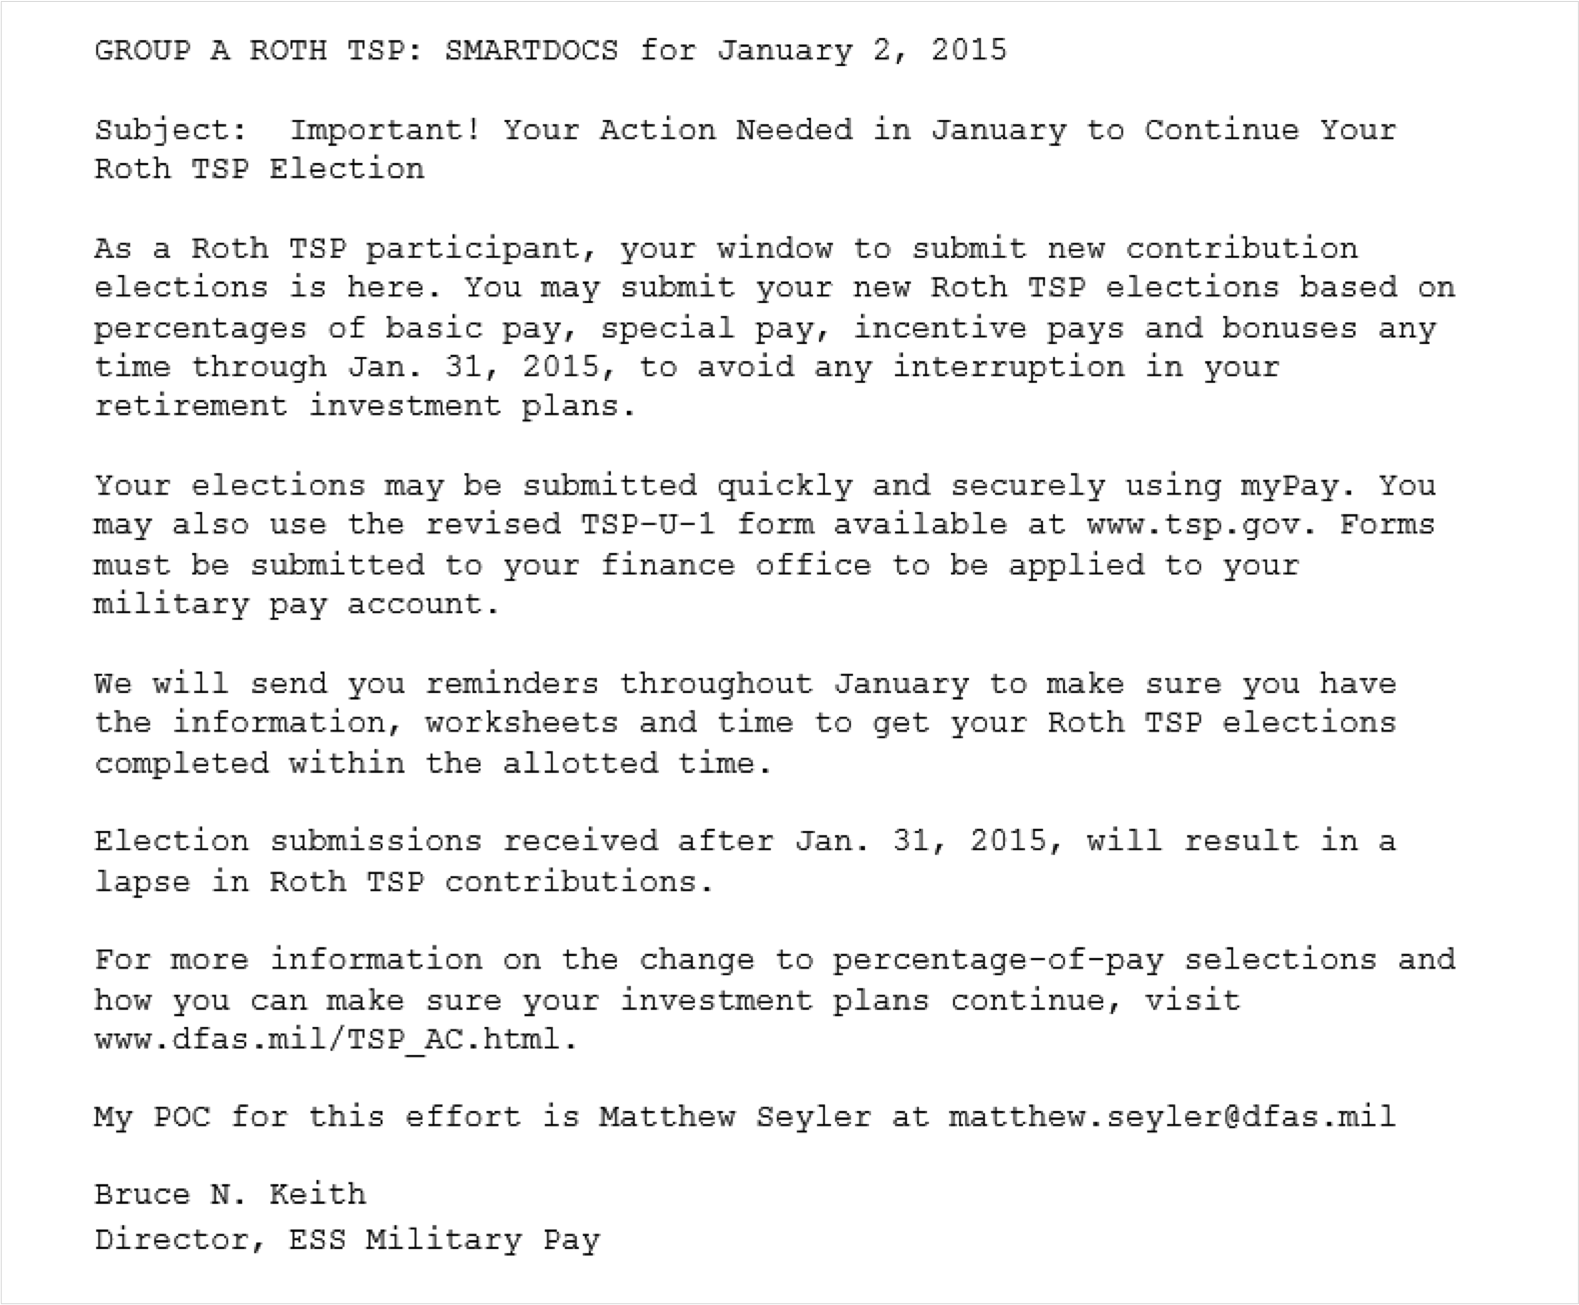 GROUP A ROTH TSP: SMARTDOCS for January 2, 2015
Subject:  Important! Your Action Needed in January to Continue Your
Roth TSP Election
As a Roth TSP participant, your window to submit new contribution
elections is here. You may submit your new Roth TSP elections based on
percentages of basic pay, special pay, incentive pays and bonuses any
time through Jan. 31, 2015, to avoid any interruption in your
retirement investment plans.
Your elections may be submitted quickly and securely using myPay. You
may also use the revised TSP-U-1 form available at www.tsp.gov. Forms
must be submitted to your finance office to be applied to your
military pay account.
We will send you reminders throughout January to make sure you have
the information, worksheets and time to get your Roth TSP elections
completed within the allotted time.
Election submissions received after Jan. 31, 2015, will result in a
lapse in Roth TSP contributions.
For more information on the change to percentage-of-pay selections and
how you can make sure your investment plans continue, visit
www.dfas.mil/TSP_AC.html.
My POC for this effort is Matthew Seyler at matthew.seyler@dfas.mil
Bruce N. Keith
Director, ESS Military Pay